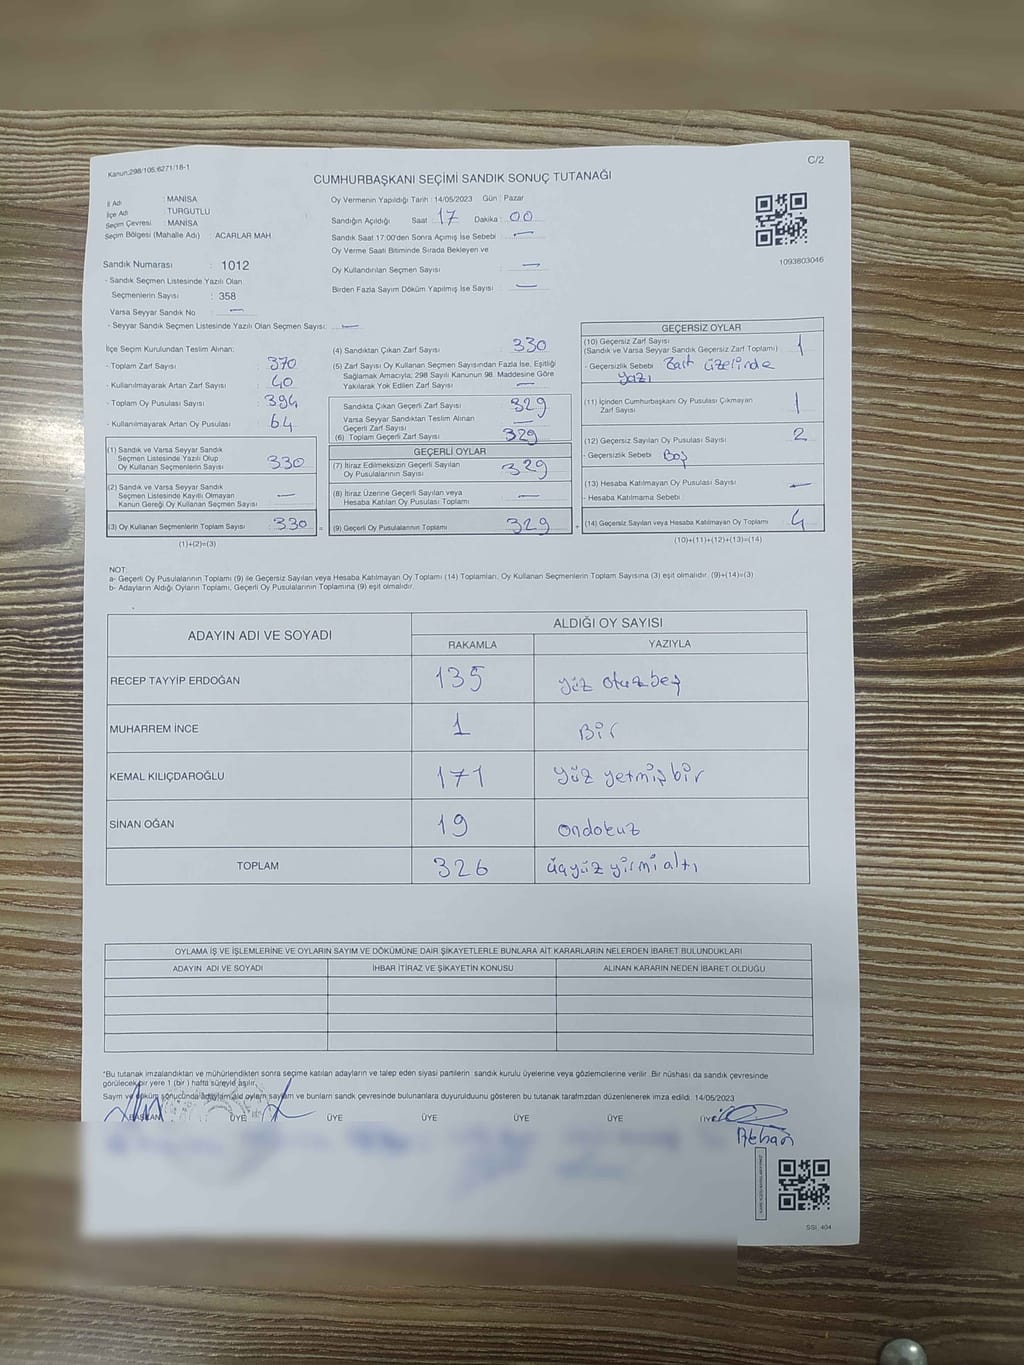 Kanun:298/105;6271/18-1
C/2
CUMHURBAŞKANI SEÇİMİ SANDIK SONUÇ TUTANAĞI
İl Adı : MANİSA
İlçe Adı : TURGUTLU
Seçim Çevresi : MANİSA
Seçim Bölgesi (Mahalle Adı) : ACARLAR MAH.
Sandık Numarası : 1012
- Sandık Seçmen Listesinde Yazılı Olan
Seçmenlerin Sayısı : 358
Varsa Seyyar Sandık No : —
- Seyyar Sandık Seçmen Listesinde Yazılı Olan Seçmen Sayısı: —
Oy Vermenin Yapıldığı Tarih : 14/05/2023 Gün : Pazar
Sandığın Açıldığı Saat : 17 Dakika : 00
Sandık Saat 17:00'den Sonra Açımış İse Sebebi : —
Oy Verme Saati Bitiminde Sırada Bekleyen ve
Oy Kullandırılan Seçmen Sayısı : —
Birden Fazla Sayım Döküm Yapılmış İse Sayısı : —
1093803046
İlçe Seçim Kurulundan Teslim Alınan:
- Toplam Zarf Sayısı : 370
- Kullanılmayarak Artan Zarf Sayısı : 40
- Toplam Oy Pusulası Sayısı : 394
- Kullanılmayarak Artan Oy Pusulası : 64
(1) Sandık ve Varsa Seyyar Sandık
Seçmen Listesinde Yazılı Olup
Oy Kullanan Seçmenlerin Sayısı : 330
(2) Sandık ve Varsa Seyyar Sandık
Seçmen Listesinde Kayıtlı Olmayan
Kanun Gereği Oy Kullanan Seçmen Sayısı : —
(3) Oy Kullanan Seçmenlerin Toplam Sayısı : 330
(1)+(2)=(3)
(4) Sandıktan Çıkan Zarf Sayısı : 330
(5) Zarf Sayısı Oy Kullanan Seçmen Sayısından Fazla İse, Eşitliği
Sağlamak Amacıyla; 298 Sayılı Kanunun 98. Maddesine Göre
Yakılarak Yok Edilen Zarf Sayısı : —
Sandıkta Çıkan Geçerli Zarf Sayısı : 329
Varsa Seyyar Sandıktan Teslim Alınan
Geçerli Zarf Sayısı : —
(6) Toplam Geçerli Zarf Sayısı : 329
GEÇERLİ OYLAR
(7) İtiraz Edilmeksizin Geçerli Sayılan
Oy Pusulalarının Sayısı : 329
(8) İtiraz Üzerine Geçerli Sayılan veya
Hesaba Katılan Oy Pusulası Toplamı : —
= (9) Geçerli Oy Pusulalarının Toplamı : 329
GEÇERSİZ OYLAR
(10) Geçersiz Zarf Sayısı
(Sandık ve Varsa Seyyar Sandık Geçersiz Zarf Toplamı) : 1
- Geçersizlik Sebebi : Zarf üzelinde
yazı
(11) İçinden Cumhurbaşkanı Oy Pusulası Çıkmayan
Zarf Sayısı : 1
(12) Geçersiz Sayılan Oy Pusulası Sayısı : 2
- Geçersizlik Sebebi : Boş
(13) Hesaba Katılmayan Oy Pusulası Sayısı : —
- Hesaba Katılmama Sebebi :
+ (14) Geçersiz Sayılan veya Hesaba Katılmayan Oy Toplamı : 4
(10)+(11)+(12)+(13)=(14)
NOT:
a- Geçerli Oy Pusulalarının Toplamı (9) ile Geçersiz Sayılan veya Hesaba Katılmayan Oy Toplamı (14) Toplamları, Oy Kullanan Seçmenlerin Toplam Sayısına (3) eşit olmalıdır. (9)+(14)=(3)
b- Adayların Aldığı Oyların Toplamı, Geçerli Oy Pusulalarının Toplamına (9) eşit olmalıdır.
ADAYIN ADI VE SOYADI
ALDIĞI OY SAYISI
RAKAMLA YAZIYLA
RECEP TAYYİP ERDOĞAN 135 yüz otuzbeş
MUHARREM İNCE 1 Bir
KEMAL KILIÇDAROĞLU 171 yüz yetmiş bir
SİNAN OĞAN 19 ondokuz
TOPLAM 326 üçyüz yirmi altı
OYLAMA İŞ VE İŞLEMLERİNE VE OYLARIN SAYIM VE DÖKÜMÜNE DAİR ŞİKAYETLERLE BUNLARA AİT KARARLARIN NELERDEN İBARET BULUNDUKLARI
ADAYIN ADI VE SOYADI İHBAR İTİRAZ VE ŞİKAYETİN KONUSU ALINAN KARARIN NEDEN İBARET OLDUĞU
*Bu tutanak imzalandıktan ve mühürlendikten sonra seçime katılan adayların ve talep eden siyasi partilerin sandık kurulu üyelerine veya gözlemcilerine verilir. Bir nüshası da sandık çevresinde
görülecek bir yere 1 (bir ) hafta süreyle asılır.
Sayım ve döküm sonucunda adayların aldığı oyların sayım ve bunların sandık çevresinde bulunanlara duyurulduğunu gösteren bu tutanak tarafımızdan düzenlenerek imza edildi. 14/05/2023
BAŞKAN ÜYE ÜYE ÜYE ÜYE ÜYE ÜYE
SSI_404